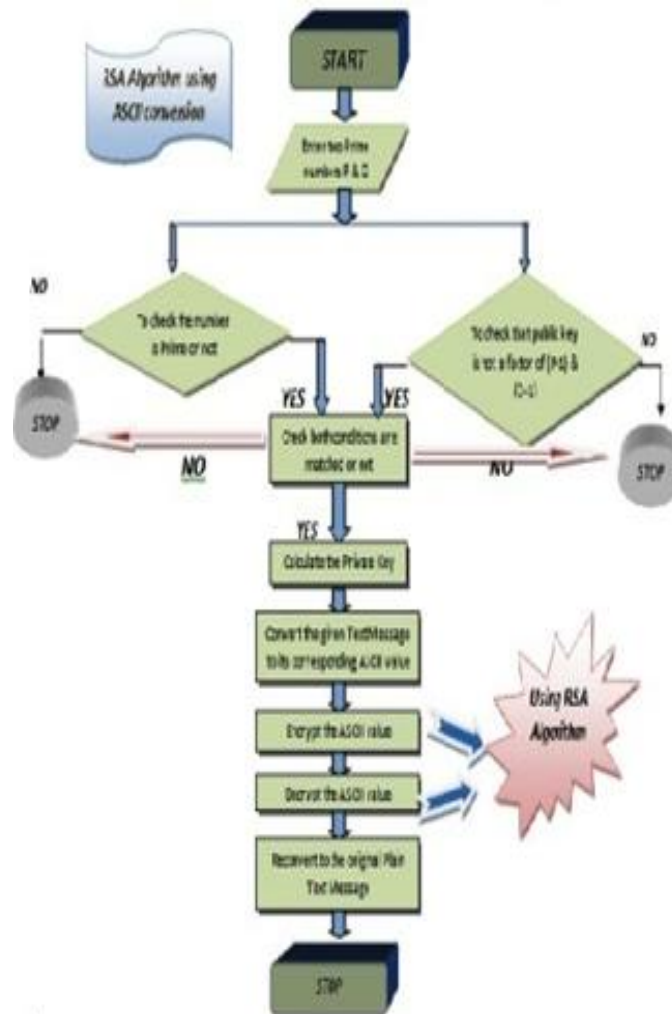 RSA Algorithm using
ASCII conversion
START
Enter two Prime
numbers P & Q
NO
To check the number
is Prime or not
STOP
YES
To check that public key
is not a factor of (P-1) &
(Q-1)
NO
STOP
YES
Check both conditions are
matched or not
NO
NO
YES
Calculate the Private Key
Convert the given Text Message
to its corresponding ASCII value
Encrypt the ASCII value
Decrypt the ASCII value
Using RSA
Algorithm
Reconvert to the original Plain
Text Message
STOP